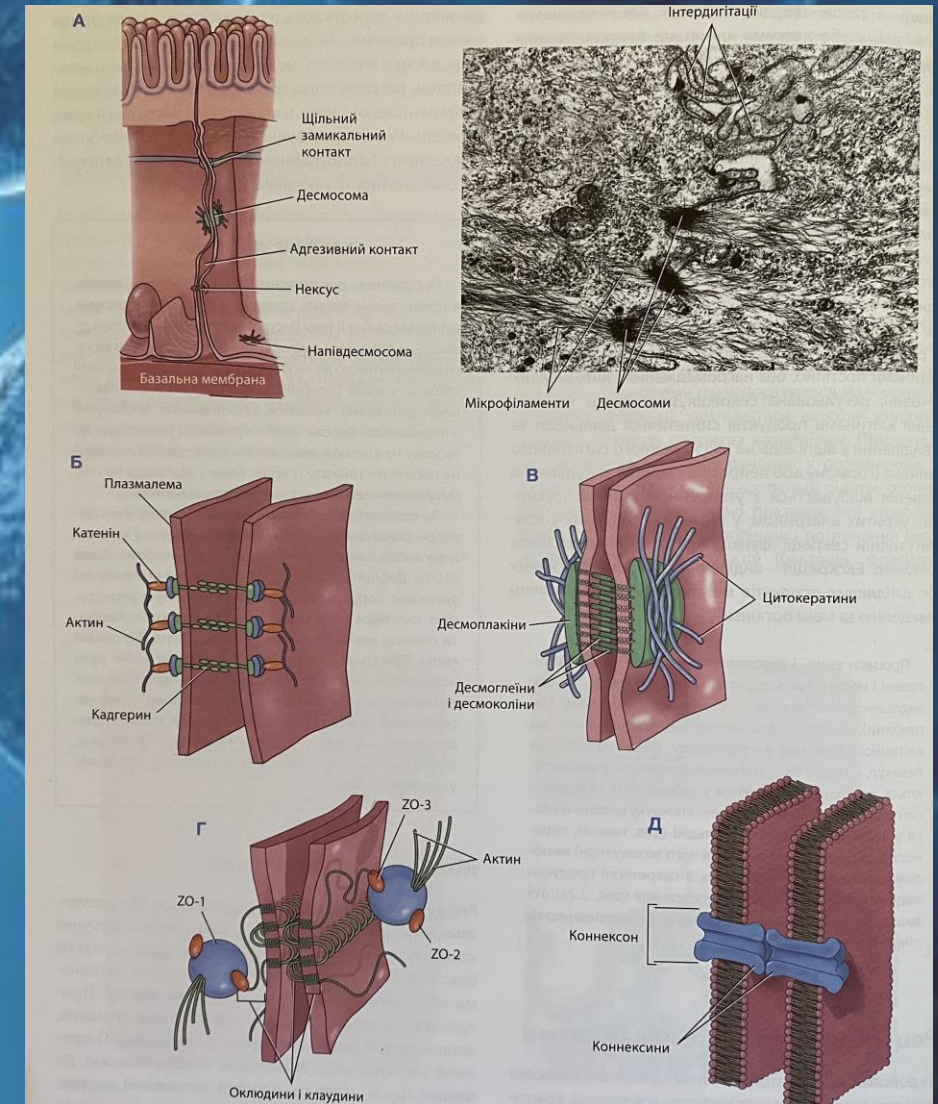 А
Щільний
замикальний
контакт
Десмосома
Адгезивний контакт
Нексус
Напівдесмосома
Базальна мембрана
Інтердигітації
Мікрофіламенти
Десмосоми
Б
Плазмалема
Катенін
Актин
Кадгерин
В
Цитокератини
Десмоплакіни
Десмоглеїни
і десмоколіни
Г
ZO-3
Актин
ZO-1
ZO-2
Оклюдини і клаудини
Д
Коннексон
Коннексини